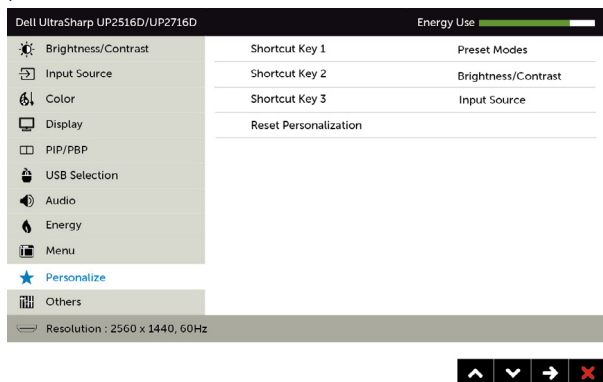 Dell UltraSharp UP2516D/UP2716D Energy Use
Brightness/Contrast Shortcut Key 1 Preset Modes
Input Source Shortcut Key 2 Brightness/Contrast
Color Shortcut Key 3 Input Source
Display Reset Personalization
PIP/PBP
USB Selection
Audio
Energy
Menu
Personalize
Others
Resolution : 2560 x 1440, 60Hz